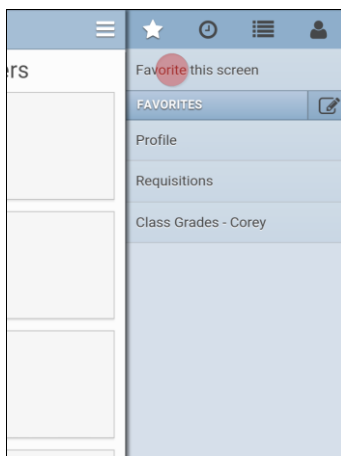 ers
Favorite this screen
FAVORITES
Profile
Requisitions
Class Grades - Corey